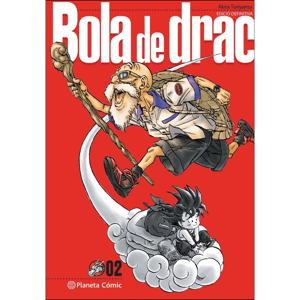 Akira Toriyama
EDICIÓ DEFINITIVA
Bola de drac
02
Planeta Cómic